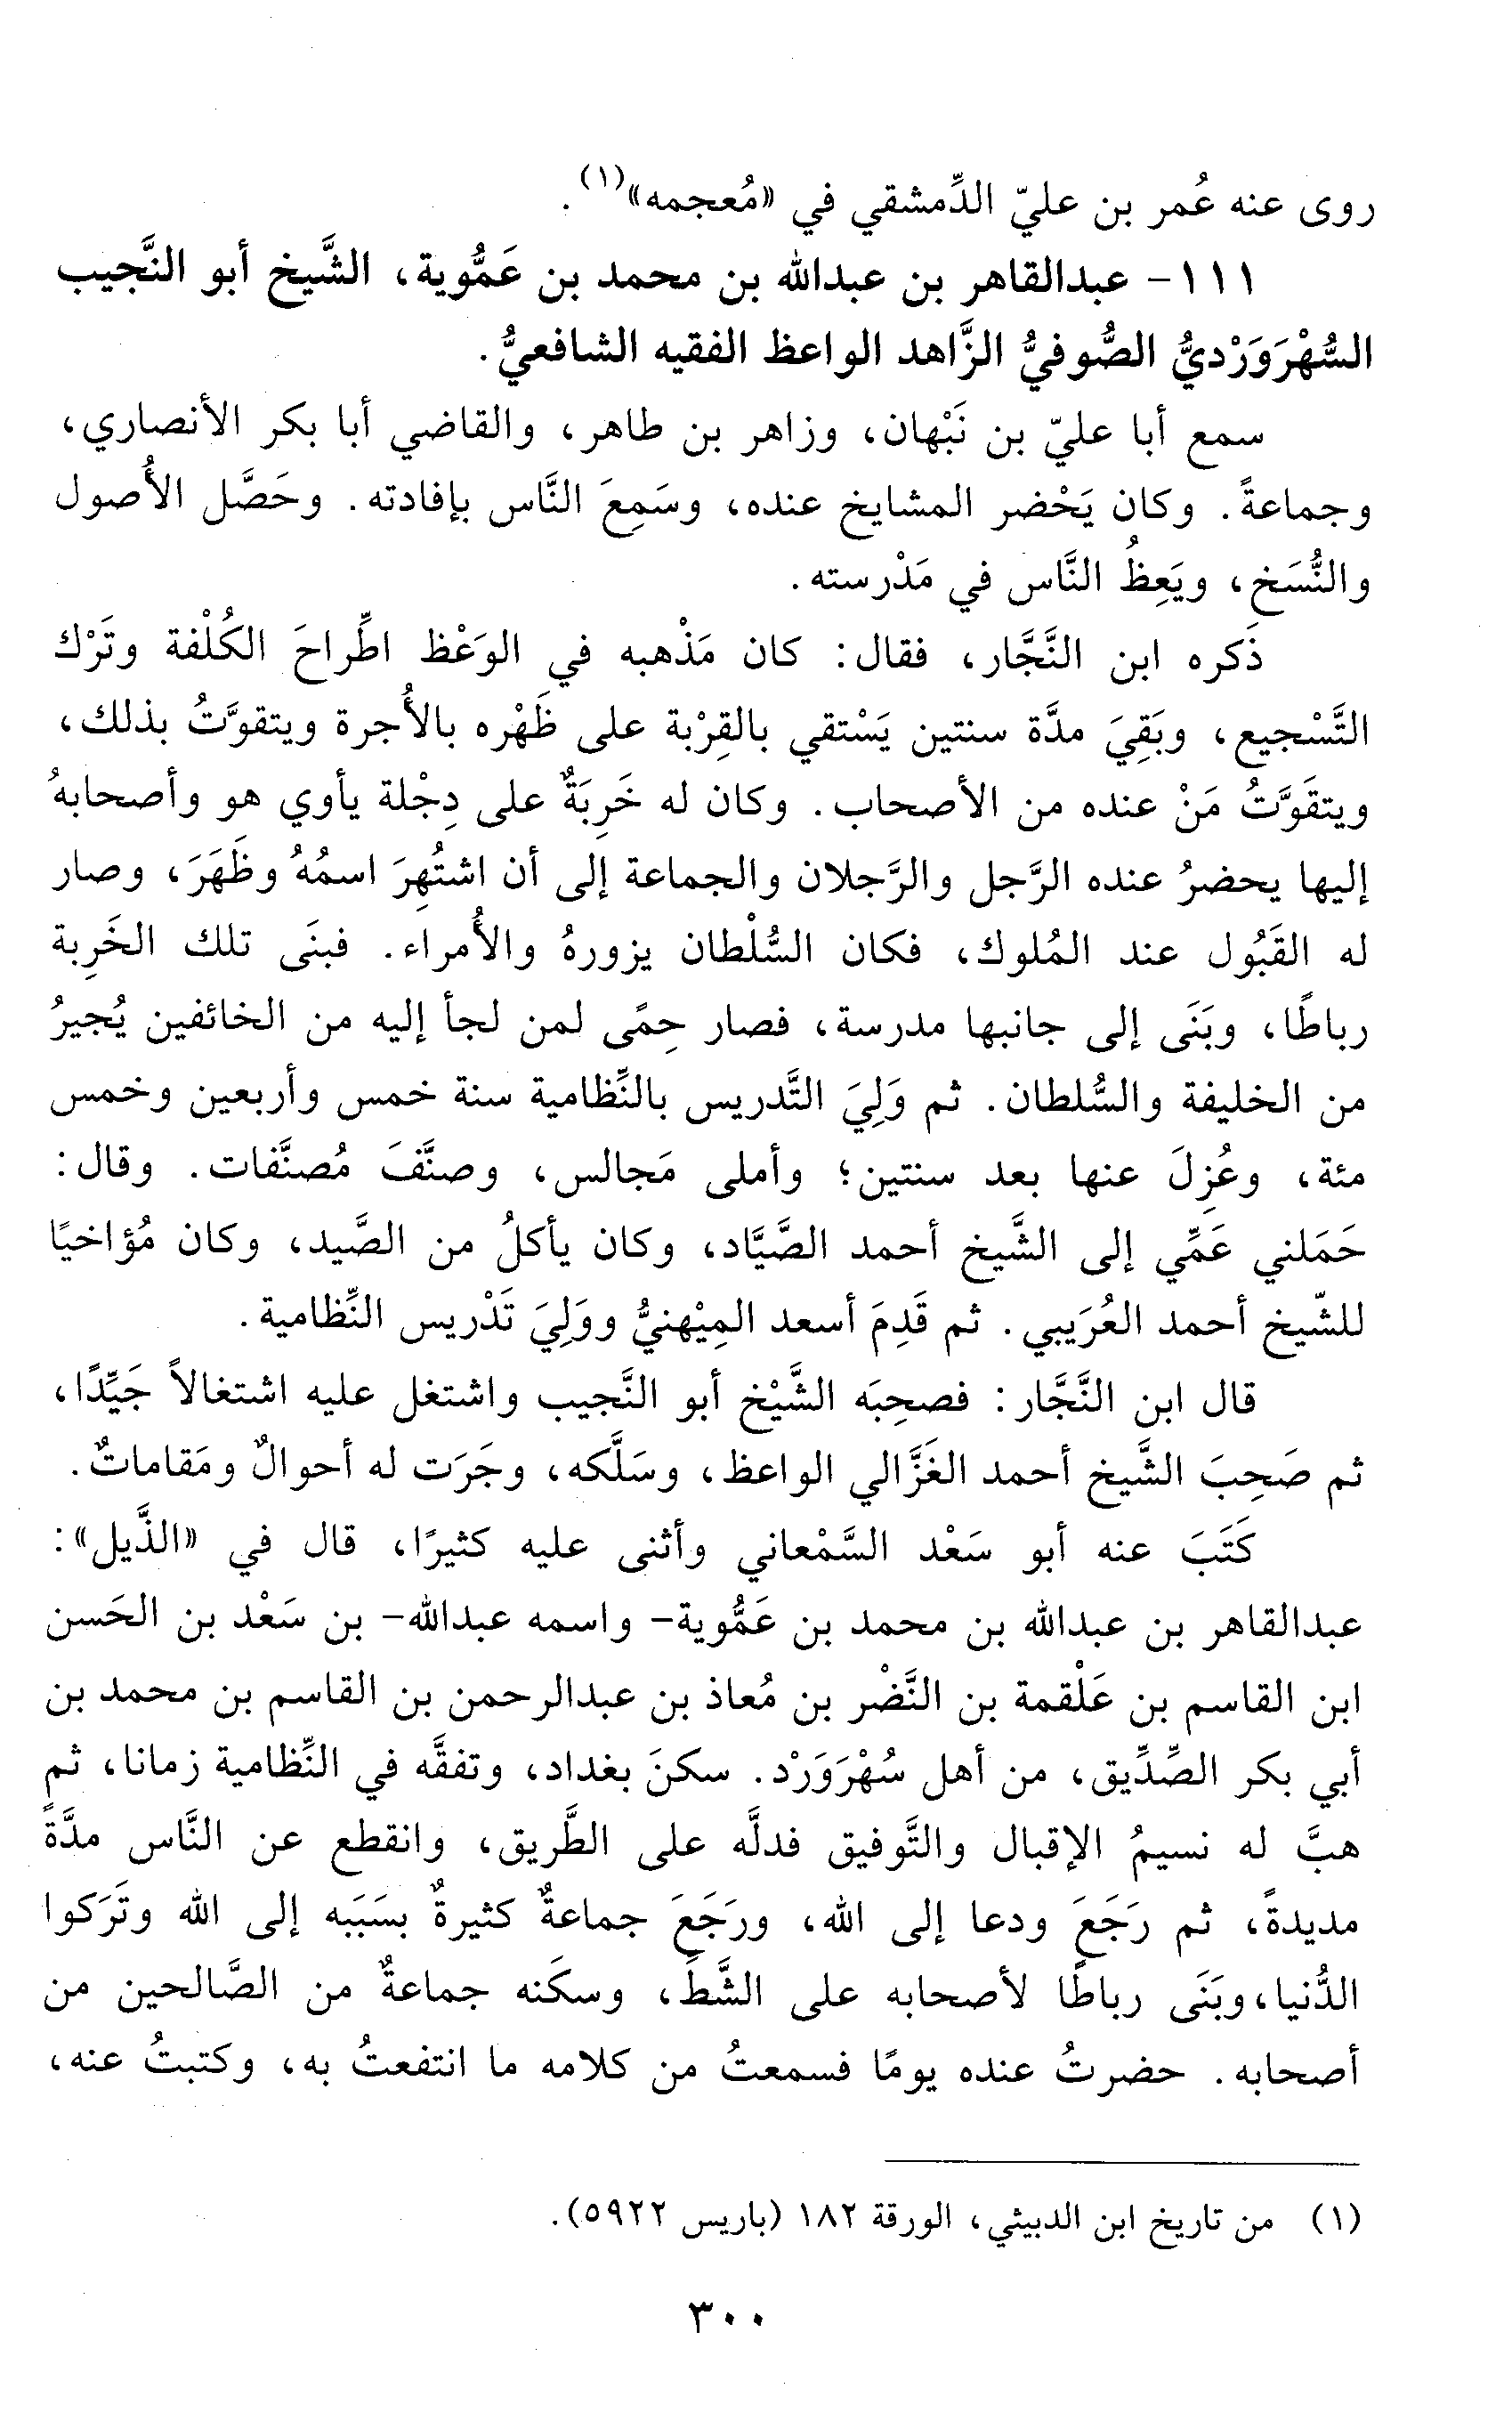 روى عنه عُمر بن عليّ الدِّمشقي في «مُعجمه»(١).
١١١- عبدالقاهر بن عبدالله بن محمد بن عَمُّوية، الشَّيخ أبو النَّجيب
السُّهْرَوَرْديُّ الصُّوفيُّ الزَّاهد الواعظ الفقيه الشافعيُّ.
سمع أبا عليّ بن نَبْهان، وزاهر بن طاهر، والقاضي أبا بكر الأنصاري،
وجماعةً. وكان يَحْضر المشايخ عنده، وسَمِعَ النَّاس بإفادته. وحَصَّل الأُصول
والنُّسَخ، ويَعِظُ النَّاس في مَدْرسته.
ذَكره ابن النَّجَّار، فقال: كان مَذْهبه في الوَعْظ اطِّراحَ الكُلْفة وتَرْك
التَّسْجيع، وبَقِيَ مدَّة سنتين يَسْتقي بالقِرْبة على ظَهْره بالأُجرة ويتقوَّتُ بذلك،
ويتقَوَّتُ مَنْ عنده من الأصحاب. وكان له خَرِبَةٌ على دِجْلة يأوي هو وأصحابهُ
إليها يحضرُ عنده الرَّجل والرَّجلان والجماعة إلى أن اشتُهِرَ اسمُهُ وظَهَرَ، وصار
له القَبُول عند المُلوك، فكان السُّلْطان يزورهُ والأُمراء. فبنَى تلك الخَرِبة
رباطًا، وبَنَى إلى جانبها مدرسة، فصار حِمًى لمن لجأ إليه من الخائفين يُجيرُ
من الخليفة والسُّلطان. ثم وَلِيَ التَّدريس بالنِّظامية سنة خمس وأربعين وخمس
مئة، وعُزِلَ عنها بعد سنتين؛ وأملى مَجالس، وصنَّفَ مُصنَّفات. وقال:
حَمَلني عَمِّي إلى الشَّيخ أحمد الصَّيَّاد، وكان يأكلُ من الصَّيد، وكان مُؤاخيًا
للشّيخ أحمد العُرَيبي. ثم قَدِمَ أسعد المِيْهنيُّ ووَلِيَ تَدْريس النِّظامية.
قال ابن النَّجَّار: فصحِبَه الشَّيْخ أبو النَّجيب واشتغل عليه اشتغالاً جَيِّدًا،
ثم صَحِبَ الشَّيخ أحمد الغَزَّالي الواعظ، وسَلَّكه، وجَرَت له أحوالٌ ومَقاماتٌ.
كَتَبَ عنه أبو سَعْد السَّمْعاني وأثنى عليه كثيرًا، قال في «الذَّيل»:
عبدالقاهر بن عبدالله بن محمد بن عَمُّوية- واسمه عبدالله- بن سَعْد بن الحَسن
ابن القاسم بن عَلْقمة بن النَّضْر بن مُعاذ بن عبدالرحمن بن القاسم بن محمد بن
أبي بكر الصِّدِّيق، من أهل سُهْرَوَرْد. سكنَ بغداد، وتفقَّه في النِّظامية زمانا، ثم
هبَّ له نسيمُ الإقبال والتَّوفيق فدلَّه على الطَّريق، وانقطع عن النَّاس مدَّةً
مديدةً، ثم رَجَعَ ودعا إلى الله، ورجَعَ جماعةٌ كثيرةٌ بسَبَبه إلى الله وتَرَكوا
الدُّنيا، وبَنَى رباطًا لأصحابه على الشَّطِّ، وسكَنه جماعةٌ من الصَّالحين من
أصحابه. حضرتُ عنده يومًا فسمعتُ من كلامه ما انتفعتُ به، وكتبتُ عنه،
(١) من تاريخ ابن الدبيثي، الورقة ١٨٢ (باريس ٥٩٢٢).
٣٠٠